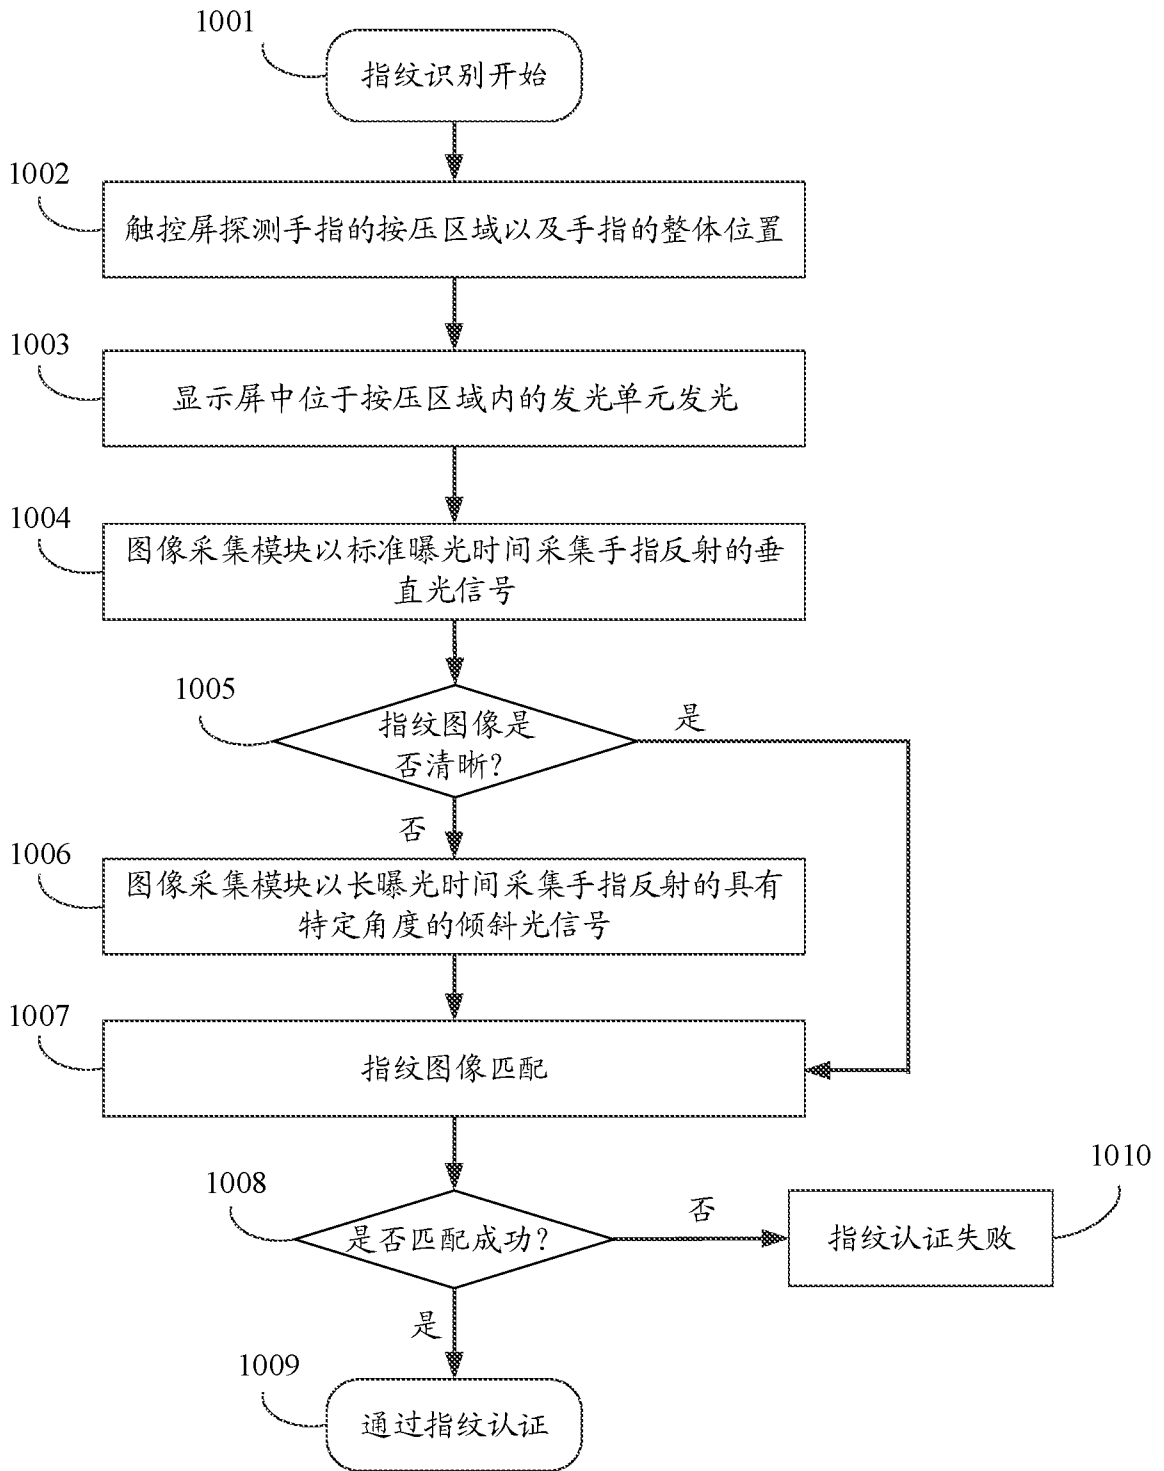 1001
指纹识别开始
1002
触控屏探测手指的按压区域以及手指的整体位置
1003
显示屏中位于按压区域内的发光单元发光
1004
图像采集模块以标准曝光时间采集手指反射的垂
直光信号
1005
指纹图像是
否清晰?
是
否
1006
图像采集模块以长曝光时间采集手指反射的具有
特定角度的倾斜光信号
1007
指纹图像匹配
1008
是否匹配成功?
否
1010
指纹认证失败
是
1009
通过指纹认证